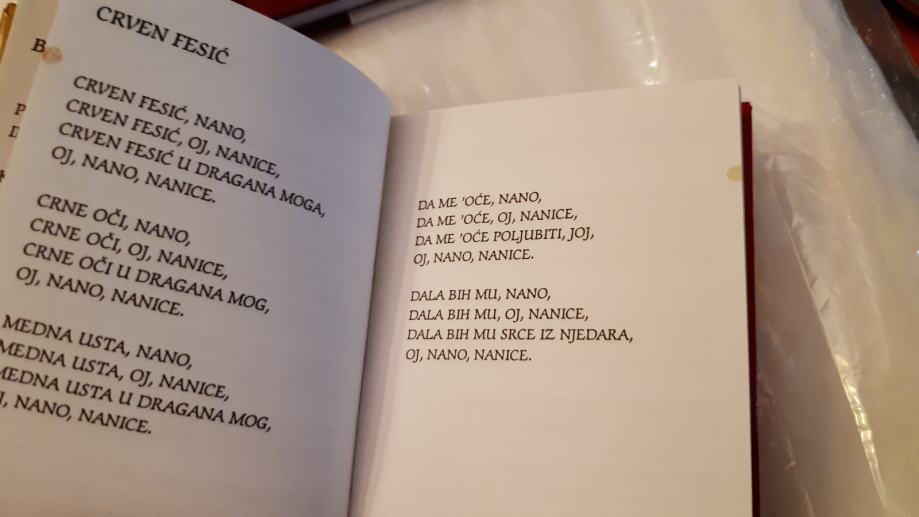 CRVEN FESIĆ
CRVEN FESIĆ, NANO,
CRVEN FESIĆ, OJ, NANICE,
CRVEN FESIĆ U DRAGANA MOGA,
OJ, NANO, NANICE.
CRNE OČI, NANO,
CRNE OČI, OJ, NANICE,
CRNE OČI U DRAGANA MOG,
OJ, NANO, NANICE.
MEDNA USTA, NANO,
MEDNA USTA, OJ, NANICE,
MEDNA USTA U DRAGANA MOG,
OJ, NANO, NANICE.
DA ME 'OĆE, NANO,
DA ME 'OĆE, OJ, NANICE,
DA ME 'OĆE POLJUBITI, JOJ,
OJ, NANO, NANICE.
DALA BIH MU, NANO,
DALA BIH MU, OJ, NANICE,
DALA BIH MU SRCE IZ NJEDARA,
OJ, NANO, NANICE.